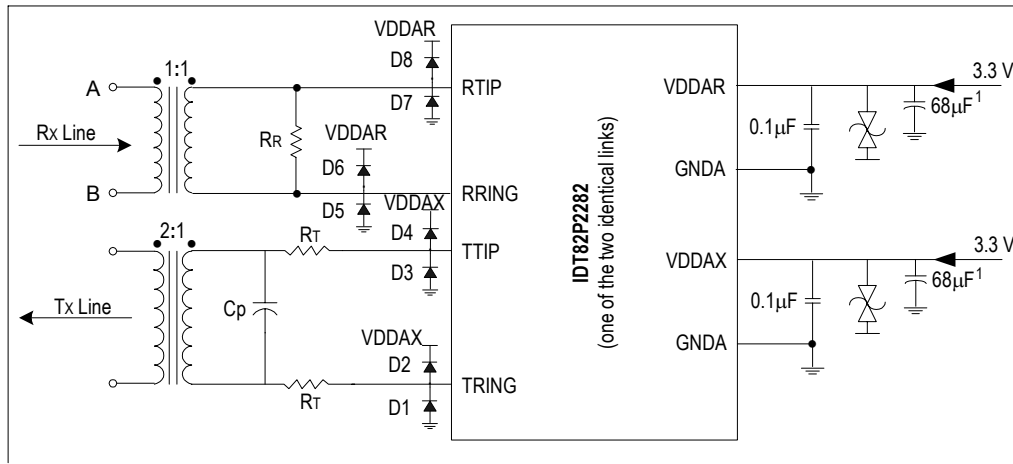 VDDAR
D8
D7
1:1
A
B
Rx Line
RR
VDDAR
D6
D5
RTIP
RRING
VDDAX
D4
D3
2:1
RT
TTIP
Tx Line
Cp
VDDAX
D2
D1
RT
TRING
IDT82P2282
(one of the two identical links)
VDDAR
3.3 V
0.1µF
68µF1
GNDA
VDDAX
3.3 V
0.1µF
68µF1
GNDA